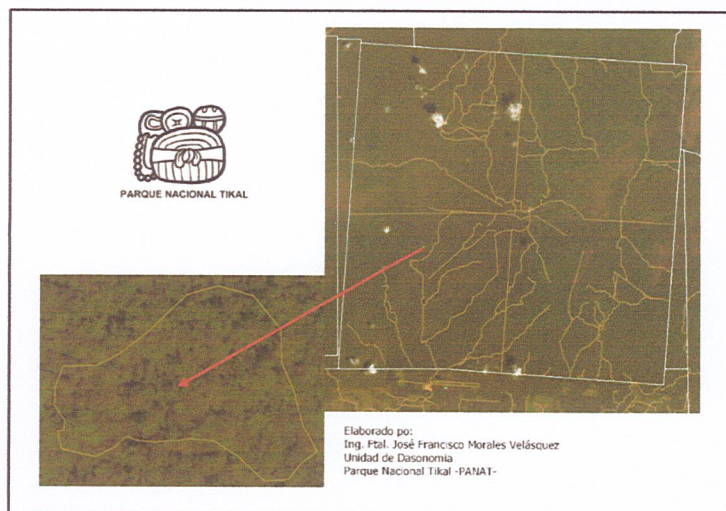 PARQUE NACIONAL TIKAL
Elaborado po:
Ing. Ftal. José Francisco Morales Velásquez
Unidad de Dasonomia
Parque Nacional Tikal -PANAT-